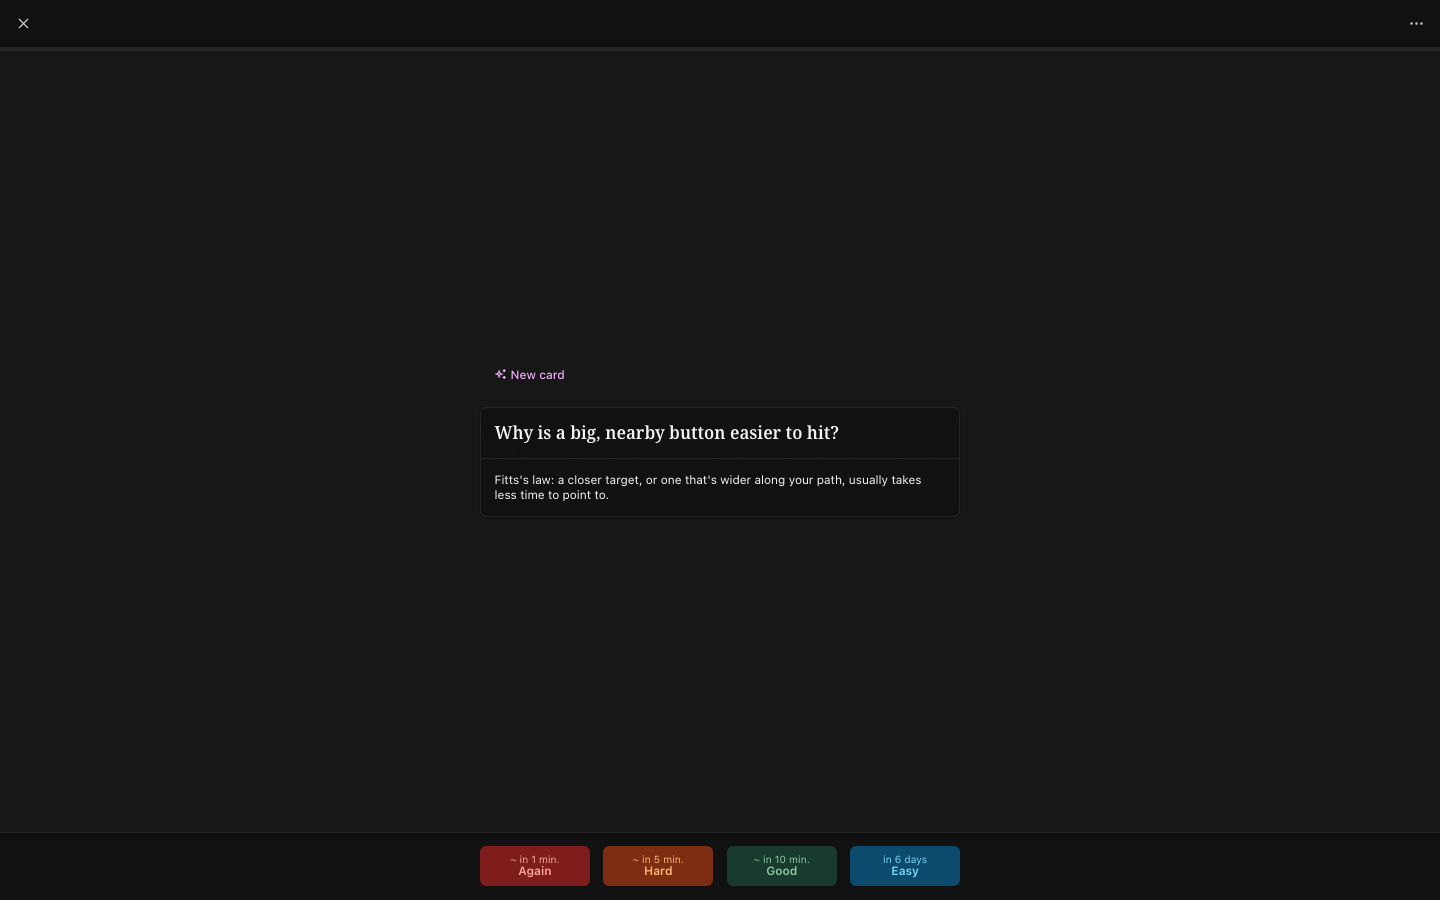 New card
Why is a big, nearby button easier to hit?
Fitts's law: a closer target, or one that's wider along your path, usually takes
less time to point to.
~ in 1 min.
Again
~ in 5 min.
Hard
~ in 10 min.
Good
in 6 days
Easy